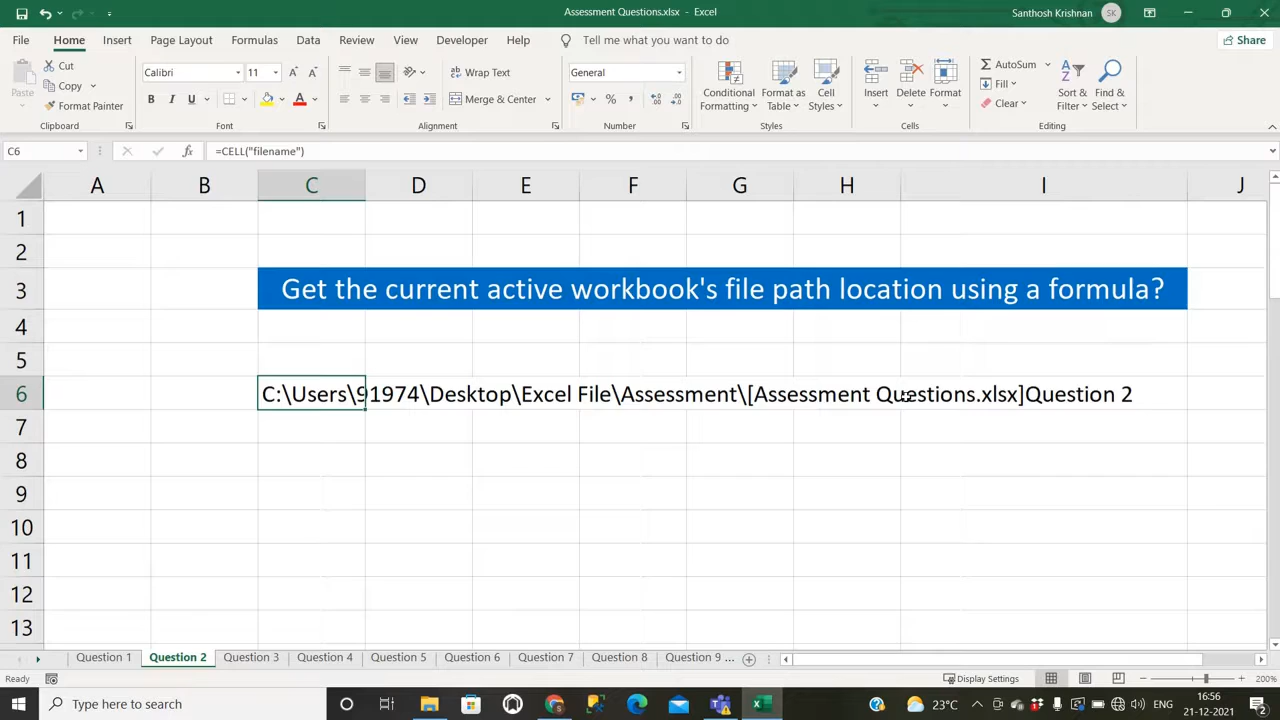 Assessment Questions.xlsx - Excel
Santhosh Krishnan SK
File Home Insert Page Layout Formulas Data Review View Developer Help Tell me what you want to do Share
Paste
Cut
Copy
Format Painter
Clipboard
Calibri 11
B I U
Font
Wrap Text
Merge & Center
Alignment
General
% ,
Number
Conditional Formatting
Format as Table
Cell Styles
Styles
Insert
Delete
Format
Cells
AutoSum
Fill
Clear
Sort & Filter
Find & Select
Editing
C6 fx =CELL("filename")
A B C D E F G H I J
1
2
3 Get the current active workbook's file path location using a formula?
4
5
6 C:\Users\91974\Desktop\Excel File\Assessment\[Assessment Questions.xlsx]Question 2
7
8
9
10
11
12
13
Question 1 Question 2 Question 3 Question 4 Question 5 Question 6 Question 7 Question 8 Question 9 ...
Ready Display Settings 200%
Type here to search
23°C
ENG
16:56
21-12-2021
2